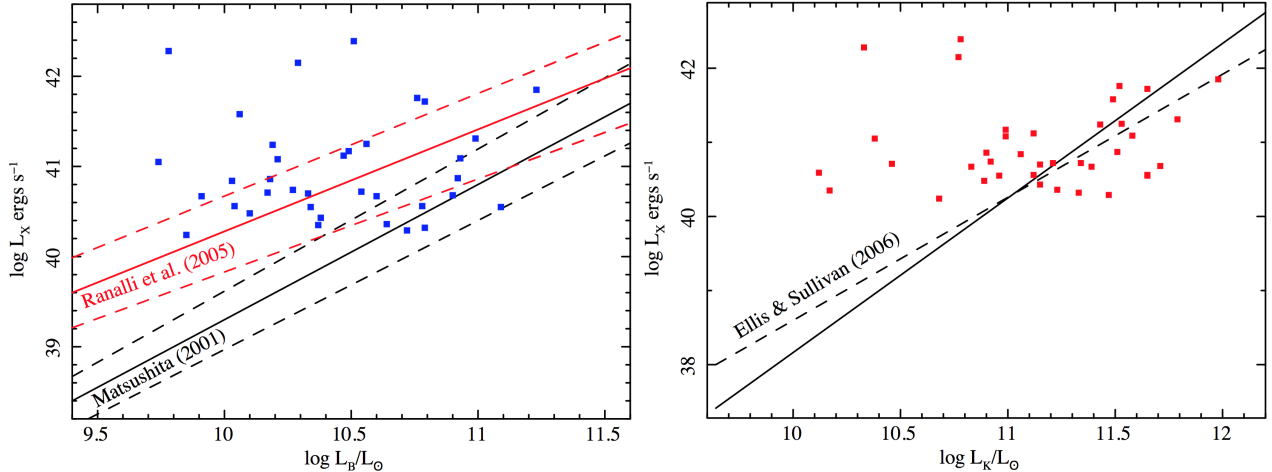 log L_X ergs s⁻¹
42
41
40
39
Ranalli et al. (2005)
Matsushita (2001)
9.5
10
10.5
11
11.5
log L_B/L_⊙
log L_X ergs s⁻¹
42
40
38
Ellis & Sullivan (2006)
10
10.5
11
11.5
12
log L_K/L_⊙